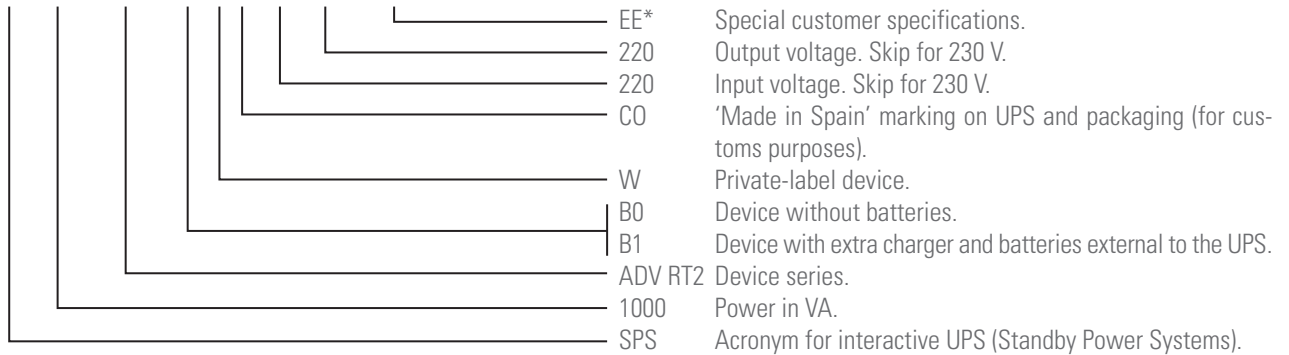 EE* Special customer specifications.
220 Output voltage. Skip for 230 V.
220 Input voltage. Skip for 230 V.
CO 'Made in Spain' marking on UPS and packaging (for cus-
toms purposes).
W Private-label device.
B0 Device without batteries.
B1 Device with extra charger and batteries external to the UPS.
ADV RT2 Device series.
1000 Power in VA.
SPS Acronym for interactive UPS (Standby Power Systems).